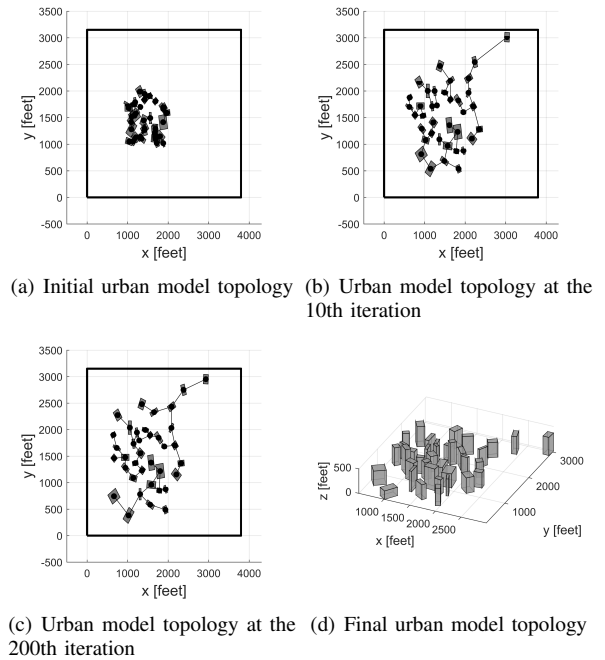 3500
3000
2500
2000
1500
1000
500
0
-500
0 1000 2000 3000 4000
x [feet]
y [feet]
3500
3000
2500
2000
1500
1000
500
0
-500
0 1000 2000 3000 4000
x [feet]
y [feet]
(a) Initial urban model topology
(b) Urban model topology at the
10th iteration
3500
3000
2500
2000
1500
1000
500
0
-500
0 1000 2000 3000 4000
x [feet]
y [feet]
500
0
z [feet]
1000 1500 2000 2500
x [feet]
1000 2000 3000
y [feet]
(c) Urban model topology at the
200th iteration
(d) Final urban model topology